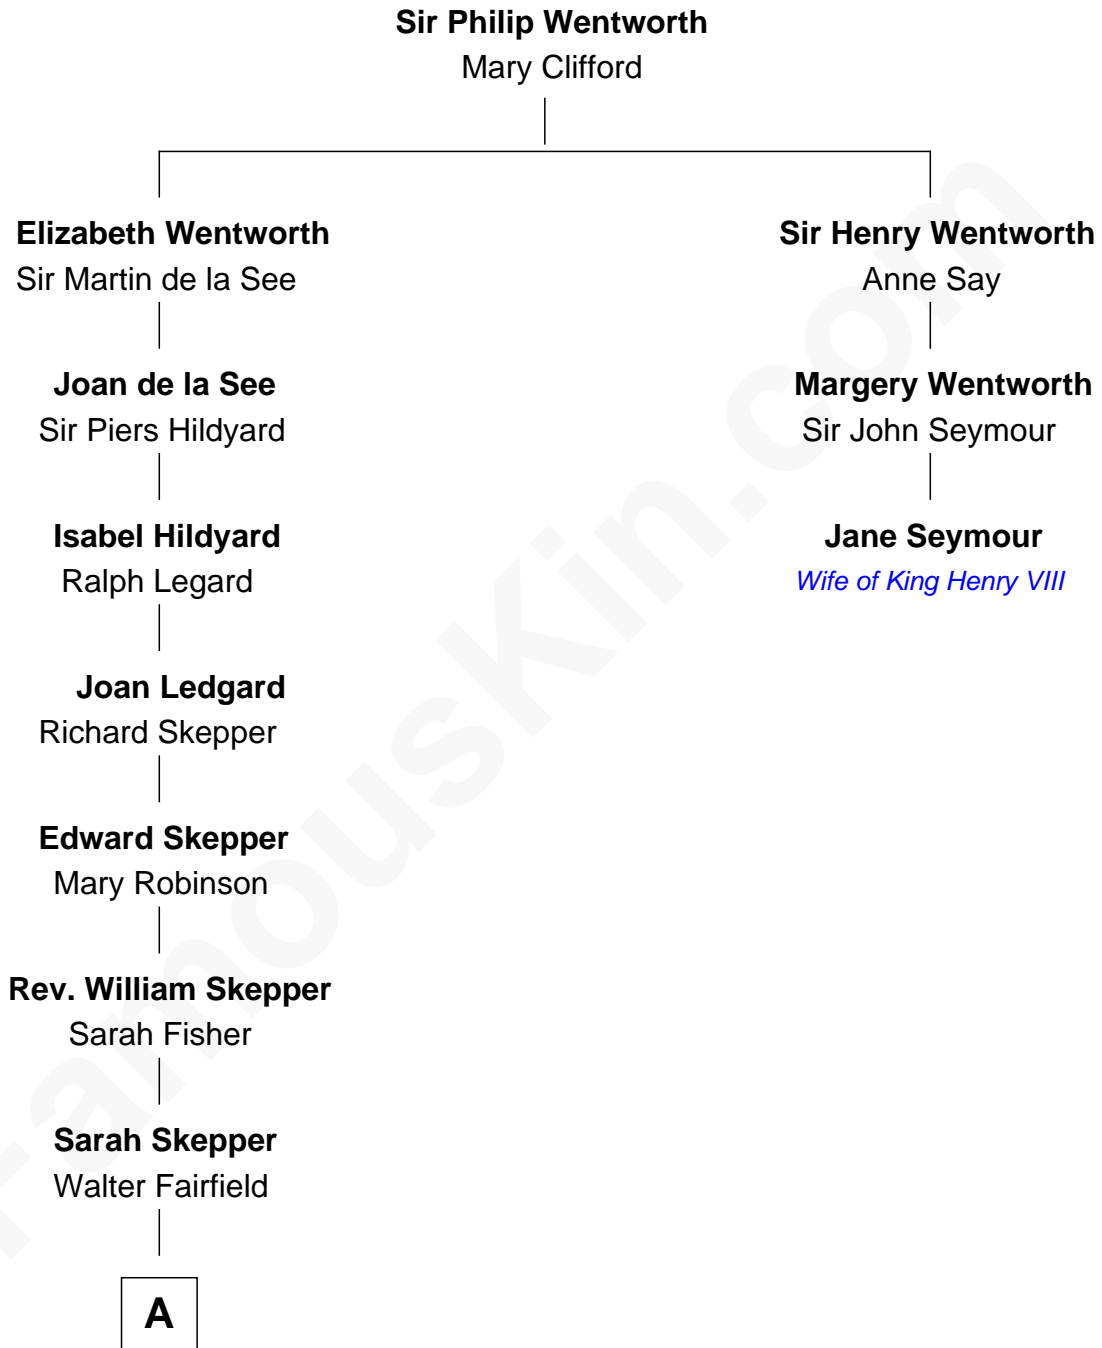 Sir Philip Wentworth
Mary Clifford
Elizabeth Wentworth
Sir Martin de la See
Sir Henry Wentworth
Anne Say
Joan de la See
Sir Piers Hildyard
Margery Wentworth
Sir John Seymour
Isabel Hildyard
Ralph Legard
Jane Seymour
Wife of King Henry VIII
Joan Ledgard
Richard Skepper
Edward Skepper
Mary Robinson
Rev. William Skepper
Sarah Fisher
Sarah Skepper
Walter Fairfield
A
FamousKin.com